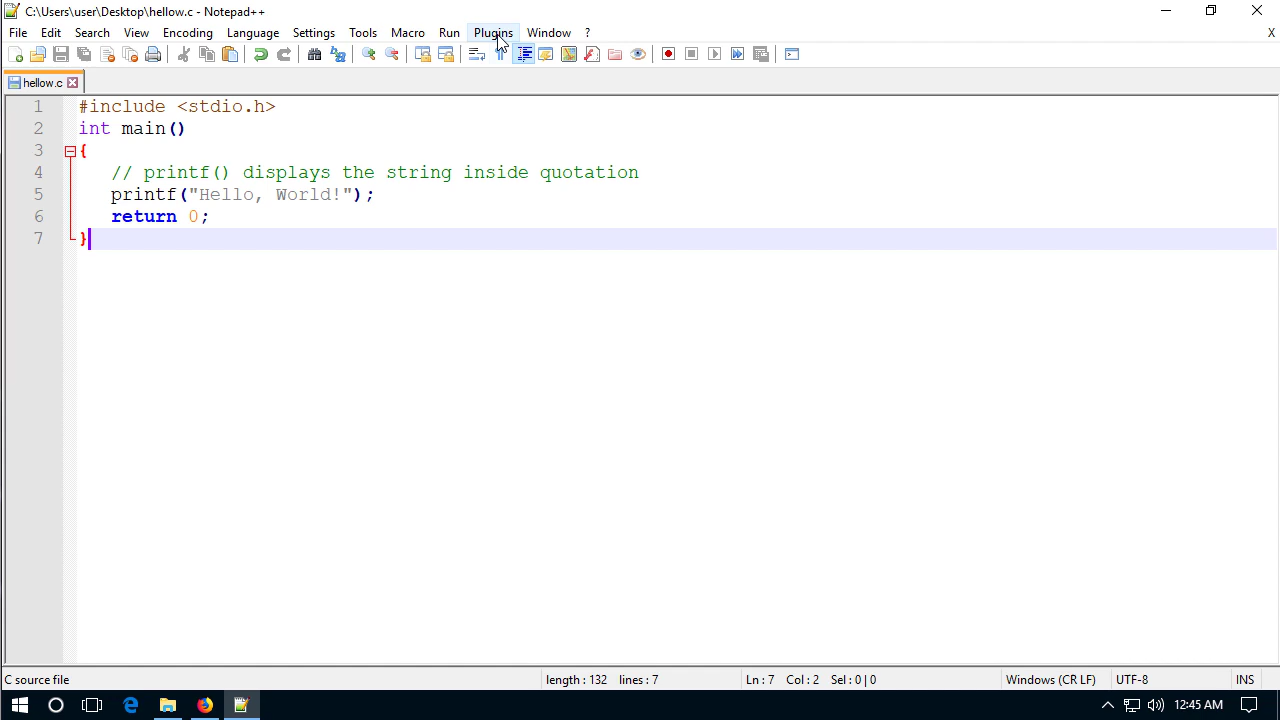 C:\Users\user\Desktop\hellow.c - Notepad++
File Edit Search View Encoding Language Settings Tools Macro Run Plugins Window ? X
hellow.c
1 #include <stdio.h>
2 int main()
3 {
4 // printf() displays the string inside quotation
5 printf("Hello, World!");
6 return 0;
7 }
C source file length : 132 lines : 7 Ln : 7 Col : 2 Sel : 0 | 0 Windows (CR LF) UTF-8 INS
12:45 AM